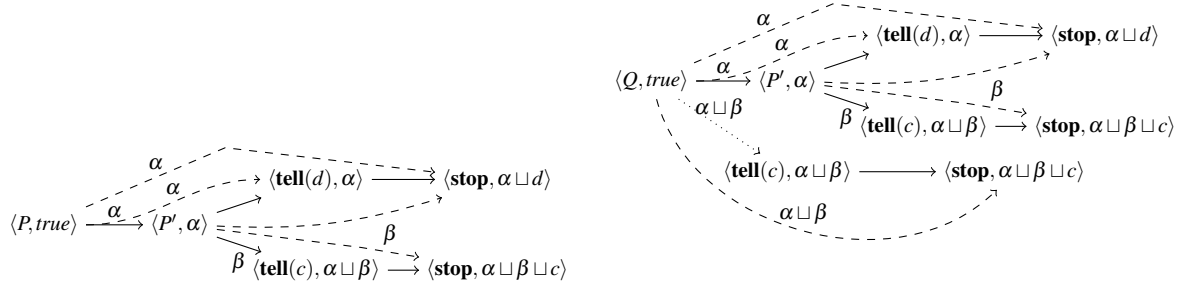 α
α
α
⟨P,true⟩
⟨P′,α⟩
⟨tell(d),α⟩
⟨stop,α⊔d⟩
β
β
⟨tell(c),α⊔β⟩
⟨stop,α⊔β⊔c⟩
α
α
α
⟨Q,true⟩
⟨P′,α⟩
⟨tell(d),α⟩
⟨stop,α⊔d⟩
β
β
⟨tell(c),α⊔β⟩
⟨stop,α⊔β⊔c⟩
α⊔β
⟨tell(c),α⊔β⟩
⟨stop,α⊔β⊔c⟩
α⊔β